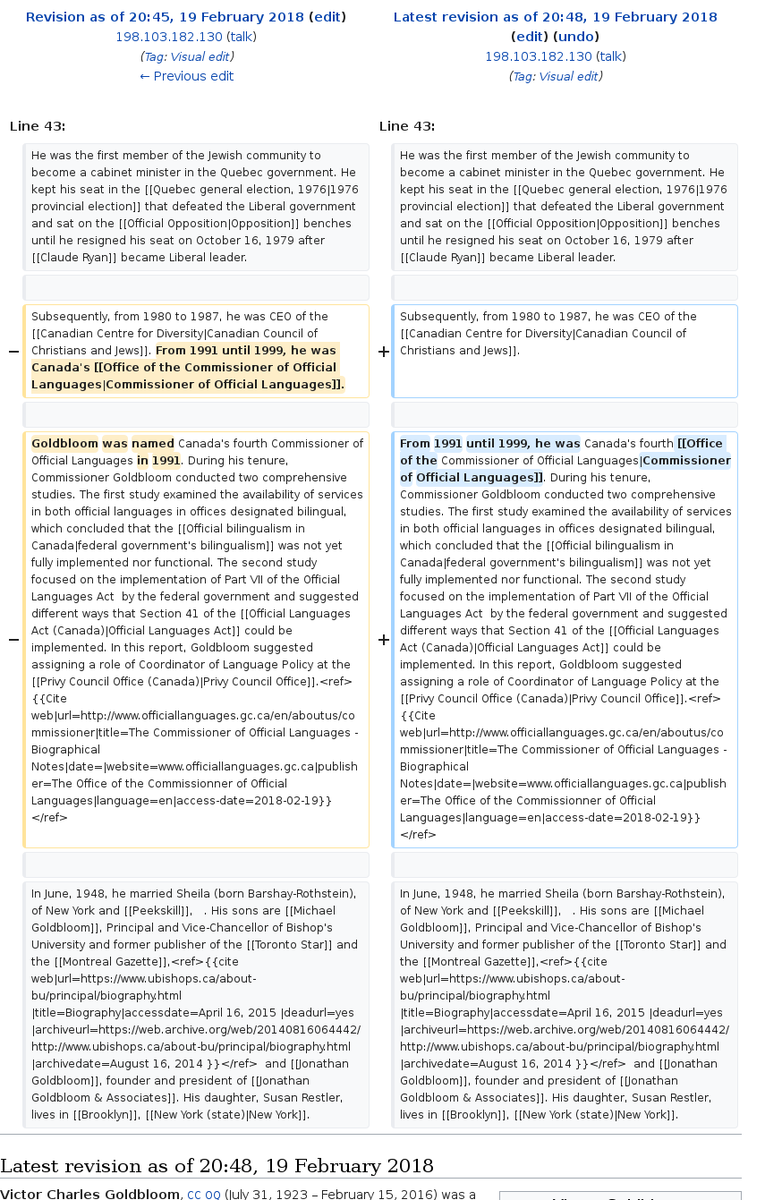 Revision as of 20:45, 19 February 2018 (edit)
198.103.182.130 (talk)
(Tag: Visual edit)
← Previous edit
Latest revision as of 20:48, 19 February 2018
(edit) (undo)
198.103.182.130 (talk)
(Tag: Visual edit)
Line 43:
He was the first member of the Jewish community to
become a cabinet minister in the Quebec government. He
kept his seat in the [[Quebec general election, 1976|1976
provincial election]] that defeated the Liberal government
and sat on the [[Official Opposition|Opposition]] benches
until he resigned his seat on October 16, 1979 after
[[Claude Ryan]] became Liberal leader.
−
Subsequently, from 1980 to 1987, he was CEO of the
[[Canadian Centre for Diversity|Canadian Council of
Christians and Jews]]. From 1991 until 1999, he was
Canada's [[Office of the Commissioner of Official
Languages|Commissioner of Official Languages]].
−
Goldbloom was named Canada's fourth Commissioner of
Official Languages in 1991. During his tenure,
Commissioner Goldbloom conducted two comprehensive
studies. The first study examined the availability of services
in both official languages in offices designated bilingual,
which concluded that the [[Official bilingualism in
Canada|federal government's bilingualism]] was not yet
fully implemented nor functional. The second study
focused on the implementation of Part VII of the Official
Languages Act  by the federal government and suggested
different ways that Section 41 of the [[Official Languages
Act (Canada)|Official Languages Act]] could be
implemented. In this report, Goldbloom suggested
assigning a role of Coordinator of Language Policy at the
[[Privy Council Office (Canada)|Privy Council Office]].<ref>
{{Cite
web|url=http://www.officiallanguages.gc.ca/en/aboutus/co
mmissioner|title=The Commissioner of Official Languages -
Biographical
Notes|date=|website=www.officiallanguages.gc.ca|publish
er=The Office of the Commissionner of Official
Languages|language=en|access-date=2018-02-19}}
</ref>
In June, 1948, he married Sheila (born Barshay-Rothstein),
of New York and [[Peekskill]],   . His sons are [[Michael
Goldbloom]], Principal and Vice-Chancellor of Bishop's
University and former publisher of the [[Toronto Star]] and
the [[Montreal Gazette]],<ref>{{cite
web|url=https://www.ubishops.ca/about-
bu/principal/biography.html
|title=Biography|accessdate=April 16, 2015 |deadurl=yes
|archiveurl=https://web.archive.org/web/20140816064442/
http://www.ubishops.ca/about-bu/principal/biography.html
|archivedate=August 16, 2014 }}</ref>  and [[Jonathan
Goldbloom]], founder and president of [[Jonathan
Goldbloom & Associates]]. His daughter, Susan Restler,
lives in [[Brooklyn]], [[New York (state)|New York]].
Line 43:
He was the first member of the Jewish community to
become a cabinet minister in the Quebec government. He
kept his seat in the [[Quebec general election, 1976|1976
provincial election]] that defeated the Liberal government
and sat on the [[Official Opposition|Opposition]] benches
until he resigned his seat on October 16, 1979 after
[[Claude Ryan]] became Liberal leader.
+
Subsequently, from 1980 to 1987, he was CEO of the
[[Canadian Centre for Diversity|Canadian Council of
Christians and Jews]].
+
From 1991 until 1999, he was Canada's fourth [[Office
of the Commissioner of Official Languages|Commissioner
of Official Languages]]. During his tenure,
Commissioner Goldbloom conducted two comprehensive
studies. The first study examined the availability of services
in both official languages in offices designated bilingual,
which concluded that the [[Official bilingualism in
Canada|federal government's bilingualism]] was not yet
fully implemented nor functional. The second study
focused on the implementation of Part VII of the Official
Languages Act  by the federal government and suggested
different ways that Section 41 of the [[Official Languages
Act (Canada)|Official Languages Act]] could be
implemented. In this report, Goldbloom suggested
assigning a role of Coordinator of Language Policy at the
[[Privy Council Office (Canada)|Privy Council Office]].<ref>
{{Cite
web|url=http://www.officiallanguages.gc.ca/en/aboutus/co
mmissioner|title=The Commissioner of Official Languages -
Biographical
Notes|date=|website=www.officiallanguages.gc.ca|publish
er=The Office of the Commissionner of Official
Languages|language=en|access-date=2018-02-19}}
</ref>
In June, 1948, he married Sheila (born Barshay-Rothstein),
of New York and [[Peekskill]],   . His sons are [[Michael
Goldbloom]], Principal and Vice-Chancellor of Bishop's
University and former publisher of the [[Toronto Star]] and
the [[Montreal Gazette]],<ref>{{cite
web|url=https://www.ubishops.ca/about-
bu/principal/biography.html
|title=Biography|accessdate=April 16, 2015 |deadurl=yes
|archiveurl=https://web.archive.org/web/20140816064442/
http://www.ubishops.ca/about-bu/principal/biography.html
|archivedate=August 16, 2014 }}</ref>  and [[Jonathan
Goldbloom]], founder and president of [[Jonathan
Goldbloom & Associates]]. His daughter, Susan Restler,
lives in [[Brooklyn]], [[New York (state)|New York]].
Latest revision as of 20:48, 19 February 2018
Victor Charles Goldbloom, CC OQ (July 31, 1923 – February 15, 2016) was a